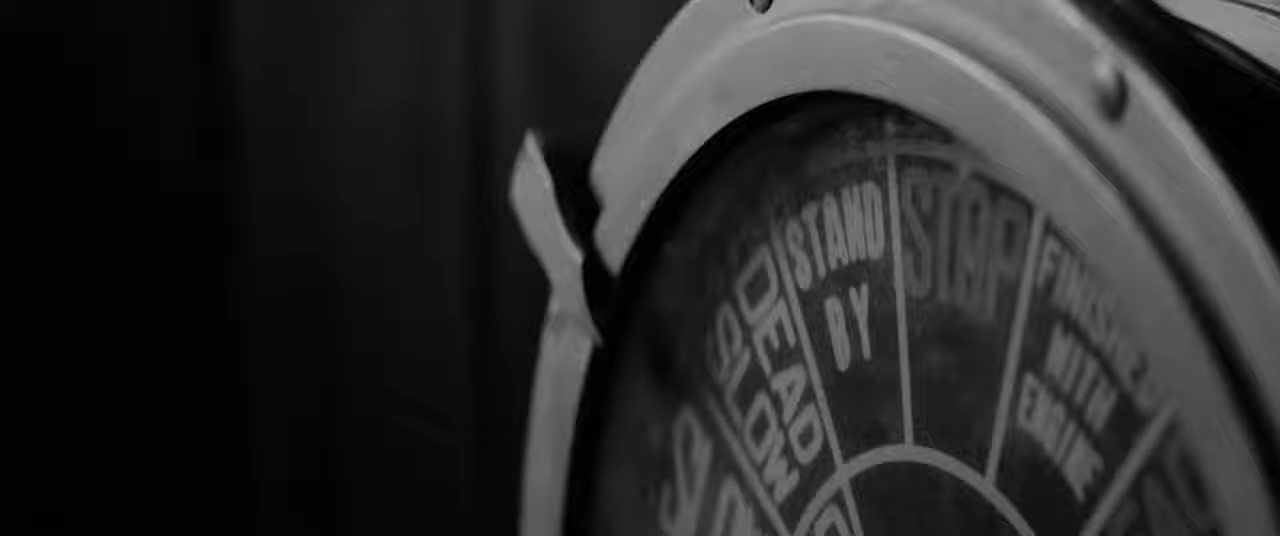 SLOW
DEAD
SLOW
STAND
BY
STOP
FINISHED
WITH
ENGINE